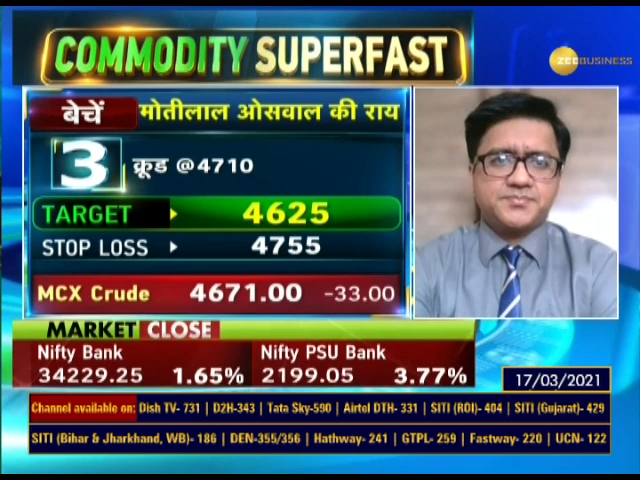 COMMODITY SUPERFAST
ZEEBUSINESS
बेचें
मोतीलाल ओसवाल की राय
3 क्रूड @4710
TARGET 4625
STOP LOSS 4755
MCX Crude 4671.00 -33.00
MARKET CLOSE
Nifty Bank
34229.25 1.65%
Nifty PSU Bank
2199.05 3.77%
17/03/2021
Channel available on: Dish TV- 731 | D2H-343 | Tata Sky-590 | Airtel DTH- 331 | SITI (ROI)- 404 | SITI (Gujarat)- 429
SITI (Bihar & Jharkhand, WB)- 186 | DEN-355/356 | Hathway- 241 | GTPL- 259 | Fastway- 220 | UCN- 122